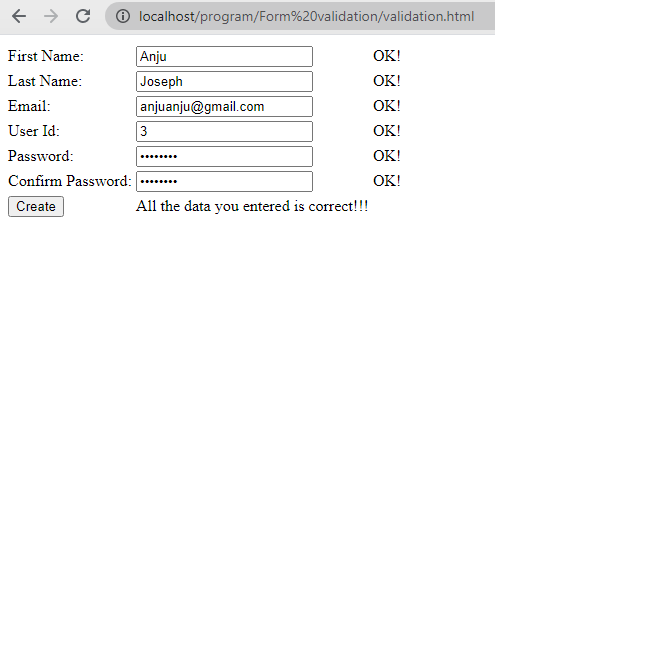 localhost/program/Form%20validation/validation.html
First Name: Anju OK!
Last Name: Joseph OK!
Email: anjuanju@gmail.com OK!
User Id: 3 OK!
Password: •••••••• OK!
Confirm Password: •••••••• OK!
Create All the data you entered is correct!!!